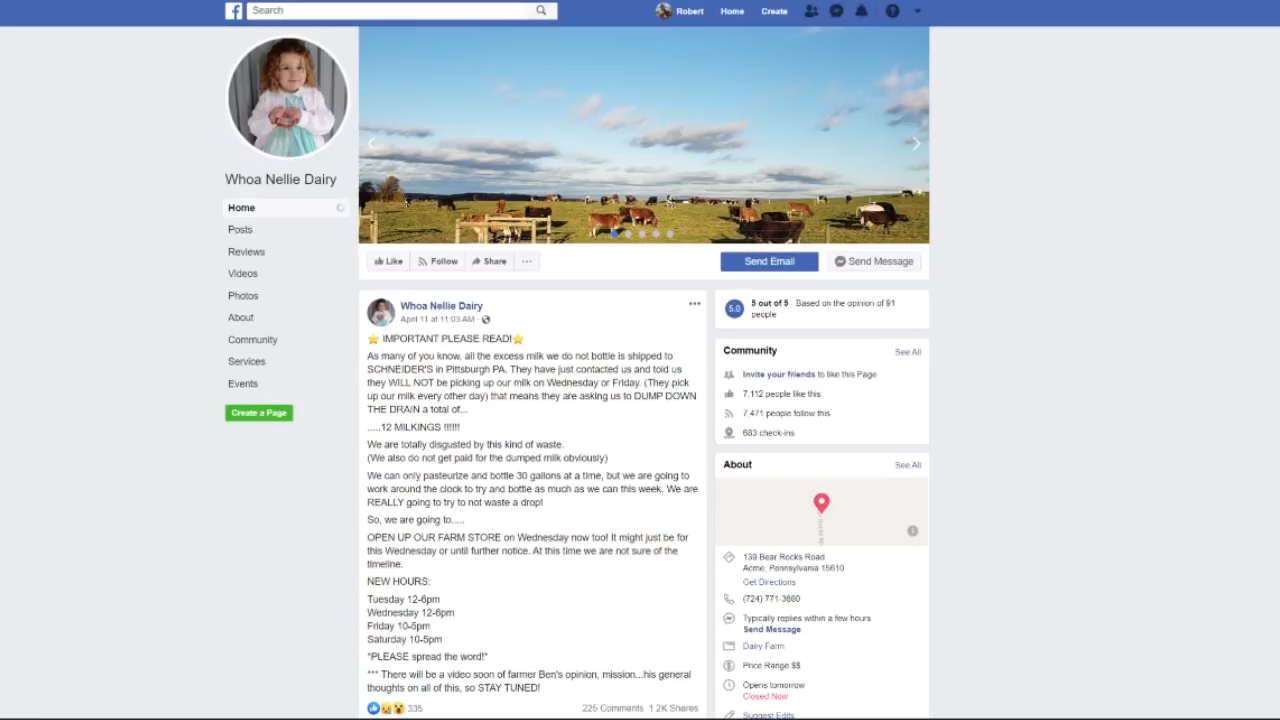 Search
Robert
Home
Create
Whoa Nellie Dairy
Home
Posts
Reviews
Videos
Photos
About
Community
Services
Events
Create a Page
Like
Follow
Share
Send Email
Send Message
Whoa Nellie Dairy
April 11 at 11:03 AM ·
⭐ IMPORTANT PLEASE READ!⭐
As many of you know, all the excess milk we do not bottle is shipped to
SCHNEIDER'S in Pittsburgh PA. They have just contacted us and told us
they WILL NOT be picking up our milk on Wednesday or Friday. (They pick
up our milk every other day) that means they are asking us to DUMP DOWN
THE DRAIN a total of...
.....12 MILKINGS !!!!!!
We are totally disgusted by this kind of waste.
(We also do not get paid for the dumped milk obviously)
We can only pasteurize and bottle 30 gallons at a time, but we are going to
work around the clock to try and bottle as much as we can this week. We are
REALLY going to try to not waste a drop!
So, we are going to.....
OPEN UP OUR FARM STORE on Wednesday now too! It might just be for
this Wednesday or until further notice. At this time we are not sure of the
timeline.
NEW HOURS:
Tuesday 12-6pm
Wednesday 12-6pm
Friday 10-5pm
Saturday 10-5pm
*PLEASE spread the word!*
*** There will be a video soon of farmer Ben's opinion, mission...his general
thoughts on all of this, so STAY TUNED!
335
225 Comments 1.2K Shares
5.0
5 out of 5 Based on the opinion of 91
people
Community
See All
Invite your friends to like this Page
7,112 people like this
7,471 people follow this
683 check-ins
About
See All
139 Bear Rocks Road
Acme, Pennsylvania 15610
Get Directions
(724) 771-3660
Typically replies within a few hours
Send Message
Dairy Farm
Price Range $$
Opens tomorrow
Closed Now
Suggest Edits